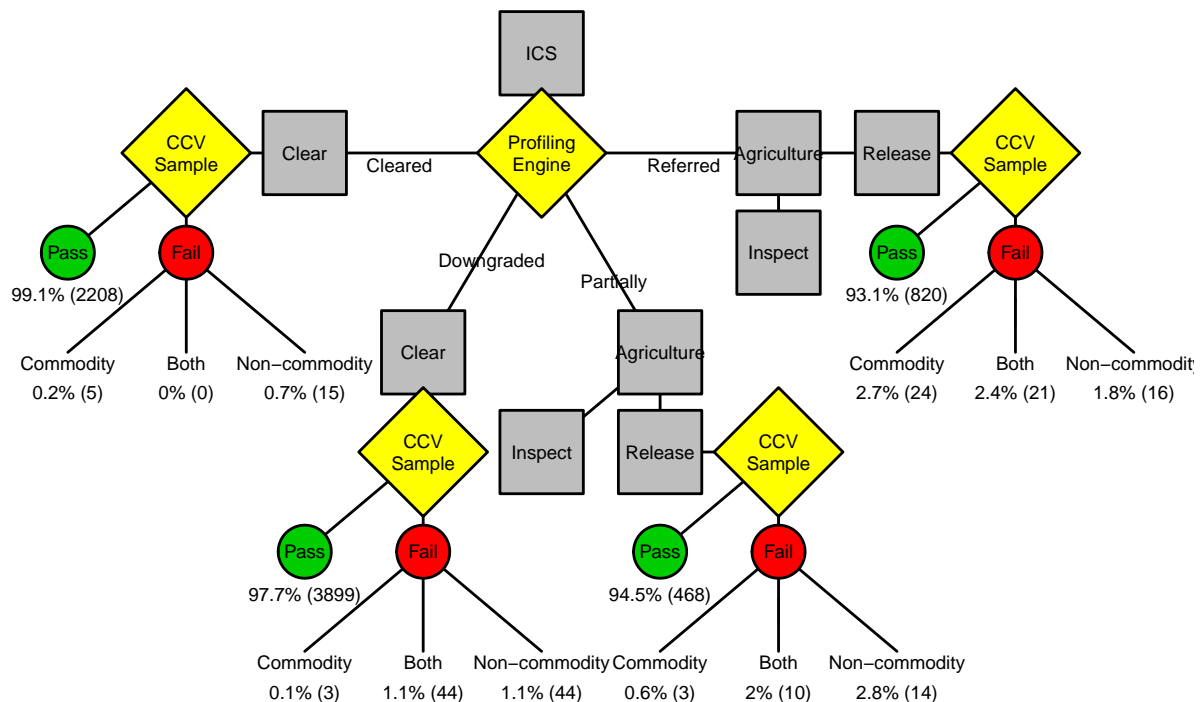 ICS
CCV
Sample
Clear
Cleared
Profiling
Engine
Referred
Agriculture
Release
CCV
Sample
Pass
Fail
Inspect
Pass
Fail
99.1% (2208)
93.1% (820)
Downgraded
Partially
Commodity
Both
Non−commodity
0.2% (5)
0% (0)
0.7% (15)
Clear
Agriculture
Commodity
Both
Non−commodity
2.7% (24)
2.4% (21)
1.8% (16)
CCV
Sample
Inspect
Release
CCV
Sample
Pass
Fail
Pass
Fail
97.7% (3899)
94.5% (468)
Commodity
Both
Non−commodity
Commodity
Both
Non−commodity
0.1% (3)
1.1% (44)
1.1% (44)
0.6% (3)
2% (10)
2.8% (14)